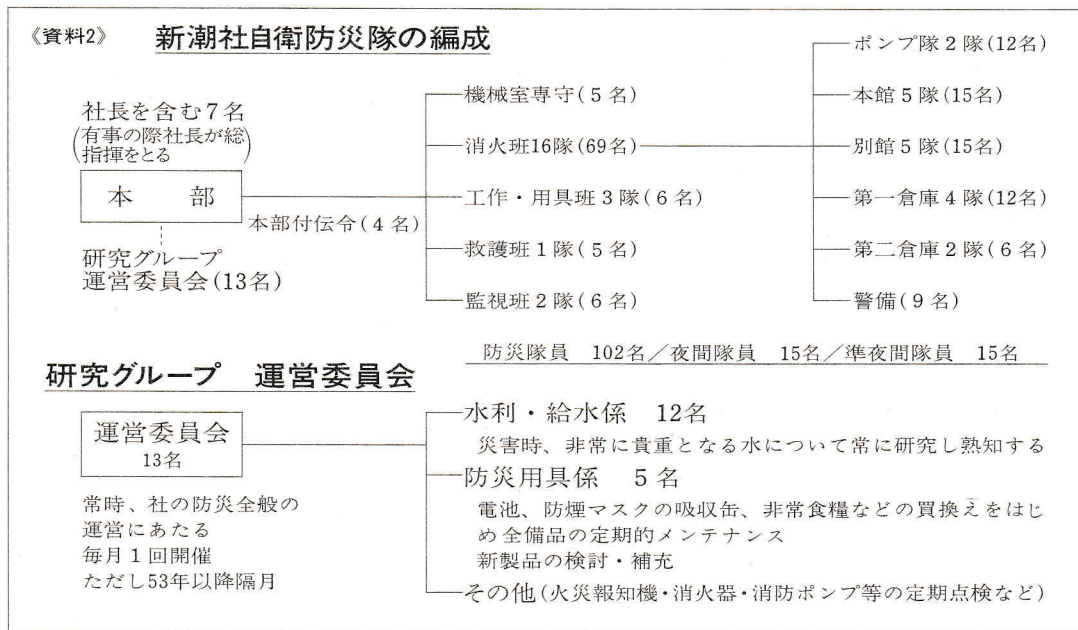 《資料2》 新潮社自衛防災隊の編成
社長を含む7名
(有事の際社長が総
指揮をとる)
本 部
本部付伝令(4名)
研究グループ
運営委員会(13名)
機械室専守(5名)
消火班16隊(69名)
工作・用具班3隊(6名)
救護班1隊(5名)
監視班2隊(6名)
ポンプ隊2隊(12名)
本館5隊(15名)
別館5隊(15名)
第一倉庫4隊(12名)
第二倉庫2隊(6名)
警備(9名)
防災隊員 102名/夜間隊員 15名/準夜間隊員 15名
研究グループ 運営委員会
運営委員会
13名
常時、社の防災全般の
運営にあたる
毎月1回開催
ただし53年以降隔月
水利・給水係 12名
災害時、非常に貴重となる水について常に研究し熟知する
防災用具係 5名
電池、防煙マスクの吸収缶、非常食糧などの買換えをはじ
め全備品の定期的メンテナンス
新製品の検討・補充
その他(火災報知機・消火器・消防ポンプ等の定期点検など)